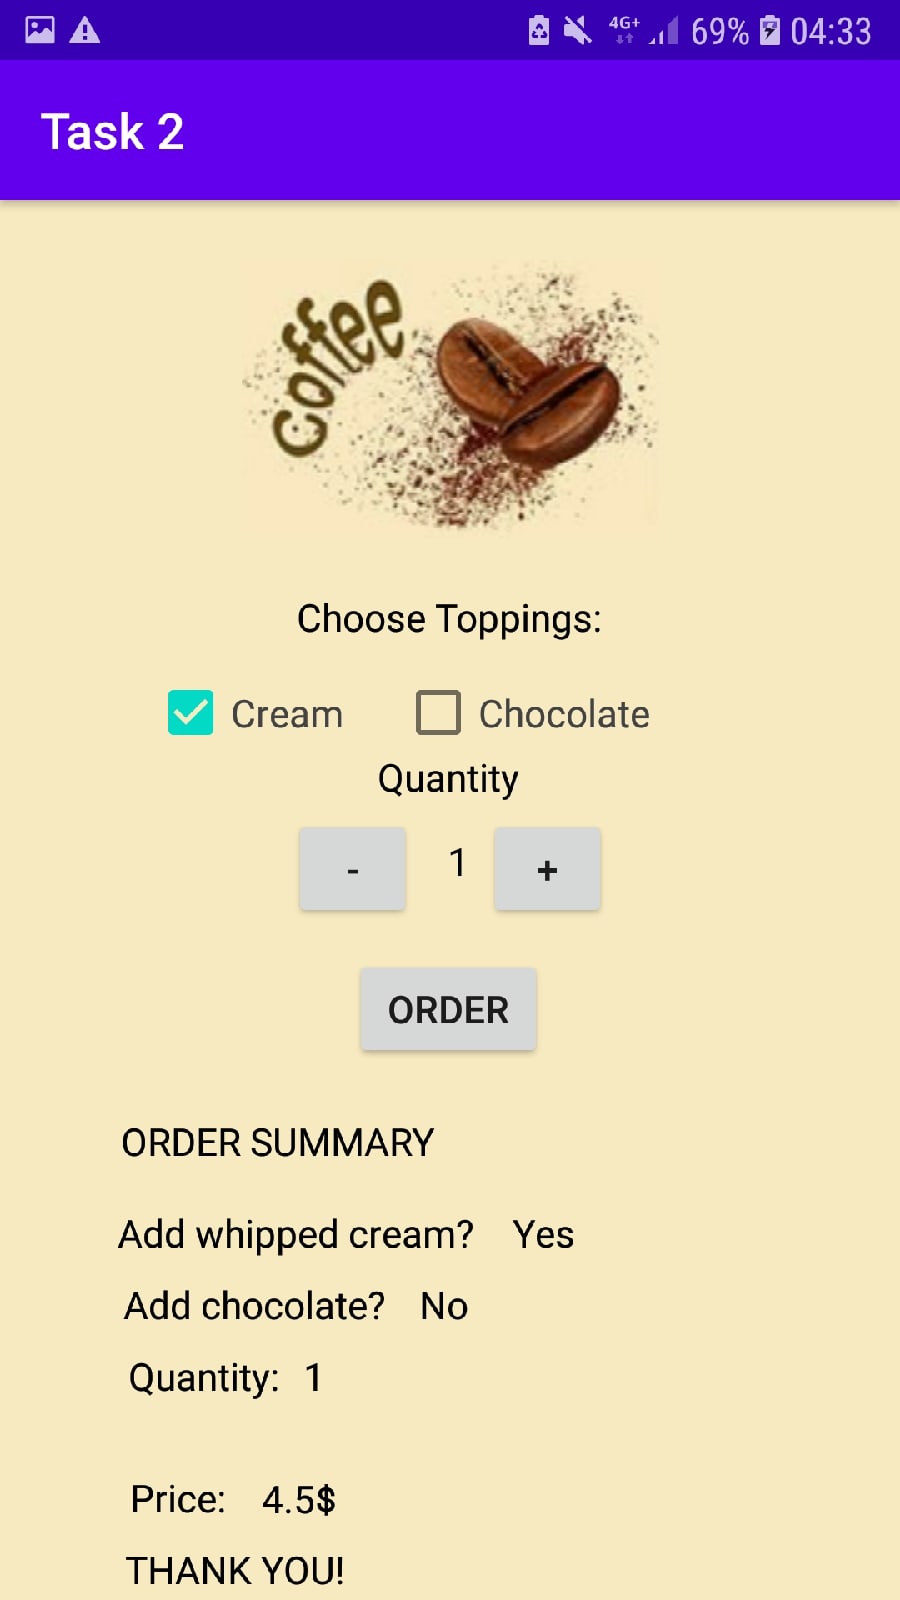 4G+ 69% 04:33
Task 2
Coffee
Choose Toppings:
Cream Chocolate
Quantity
- 1 +
ORDER
ORDER SUMMARY
Add whipped cream? Yes
Add chocolate? No
Quantity: 1
Price: 4.5$
THANK YOU!